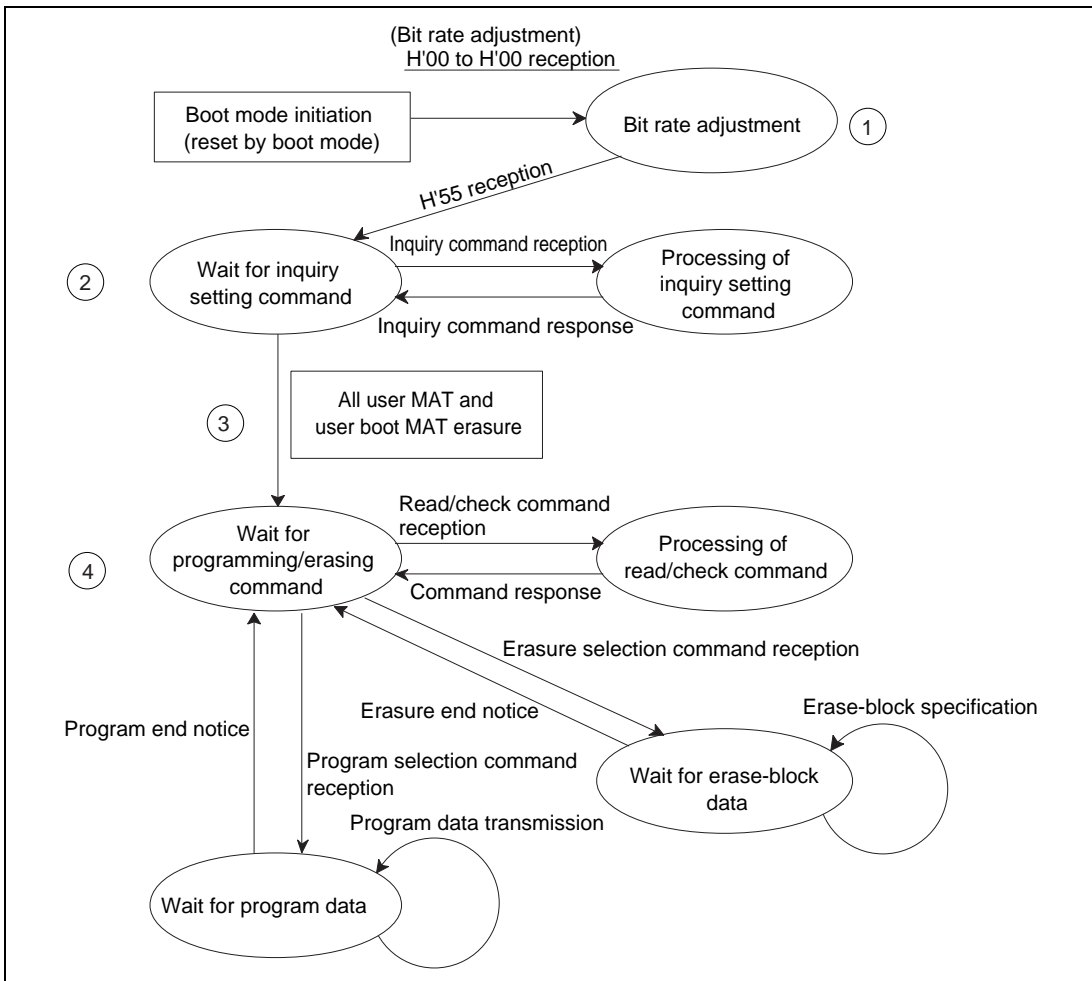 (Bit rate adjustment)
H'00 to H'00 reception
Boot mode initiation
(reset by boot mode)
Bit rate adjustment
1
H'55 reception
2
Wait for inquiry
setting command
Inquiry command reception
Inquiry command response
Processing of
inquiry setting
command
3
All user MAT and
user boot MAT erasure
4
Wait for
programming/erasing
command
Read/check command
reception
Command response
Processing of
read/check command
Erasure selection command reception
Erasure end notice
Program end notice
Program selection command
reception
Erase-block specification
Wait for erase-block
data
Program data transmission
Wait for program data